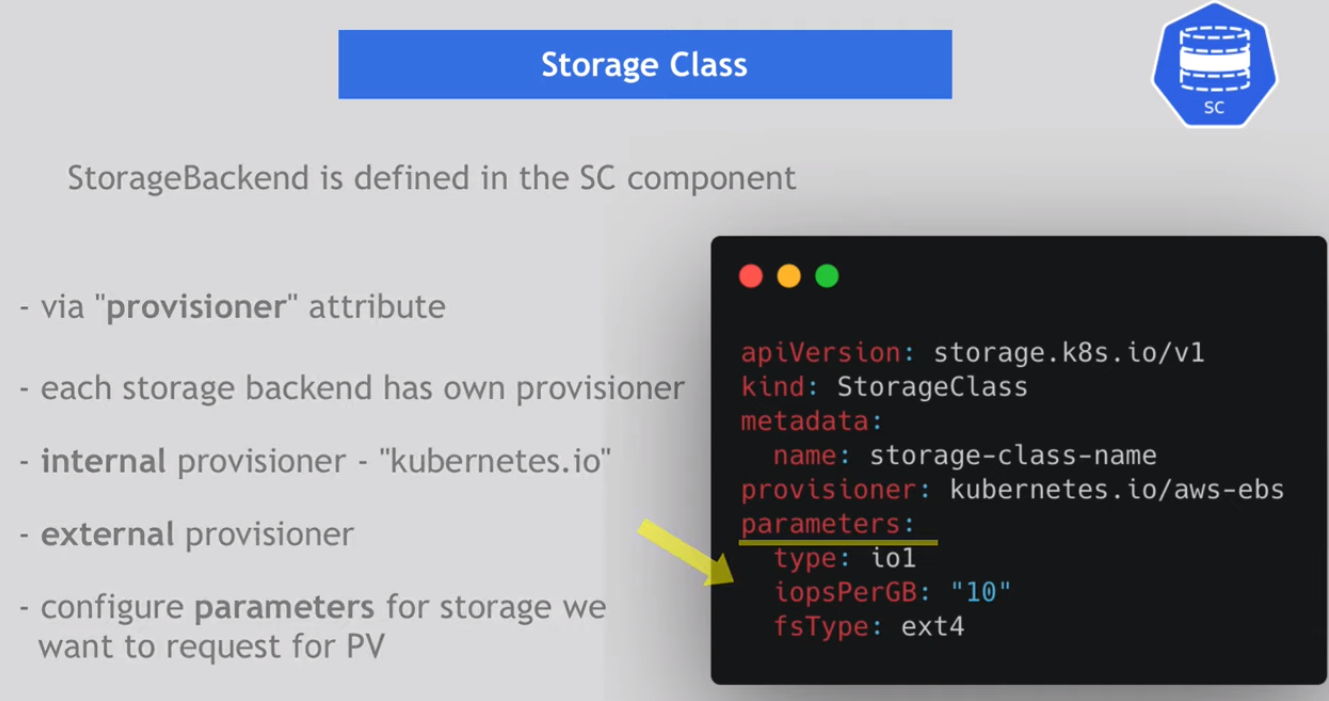 Storage Class
SC
StorageBackend is defined in the SC component
- via "provisioner" attribute
- each storage backend has own provisioner
- internal provisioner - "kubernetes.io"
- external provisioner
- configure parameters for storage we
want to request for PV
apiVersion: storage.k8s.io/v1
kind: StorageClass
metadata:
  name: storage-class-name
provisioner: kubernetes.io/aws-ebs
parameters:
  type: io1
  iopsPerGB: "10"
  fsType: ext4